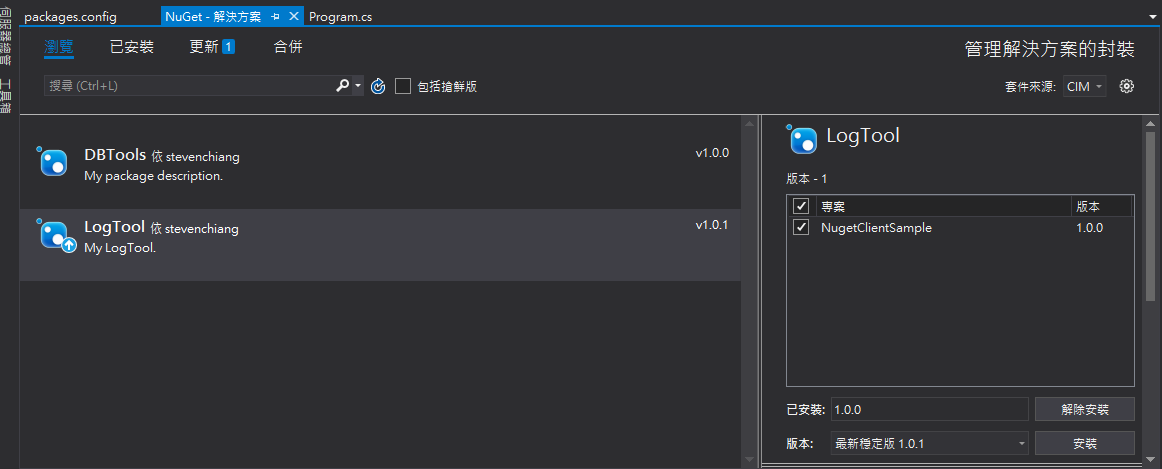 伺服器總管
工具箱
packages.config
NuGet - 解決方案
Program.cs
瀏覽
已安裝
更新 1
合併
管理解決方案的封裝
搜尋 (Ctrl+L)
包括搶鮮版
套件來源: CIM
DBTools 依 stevenchiang
v1.0.0
My package description.
LogTool 依 stevenchiang
v1.0.1
My LogTool.
LogTool
版本 - 1
專案 版本
NugetClientSample 1.0.0
已安裝: 1.0.0 解除安裝
版本: 最新穩定版 1.0.1 安裝